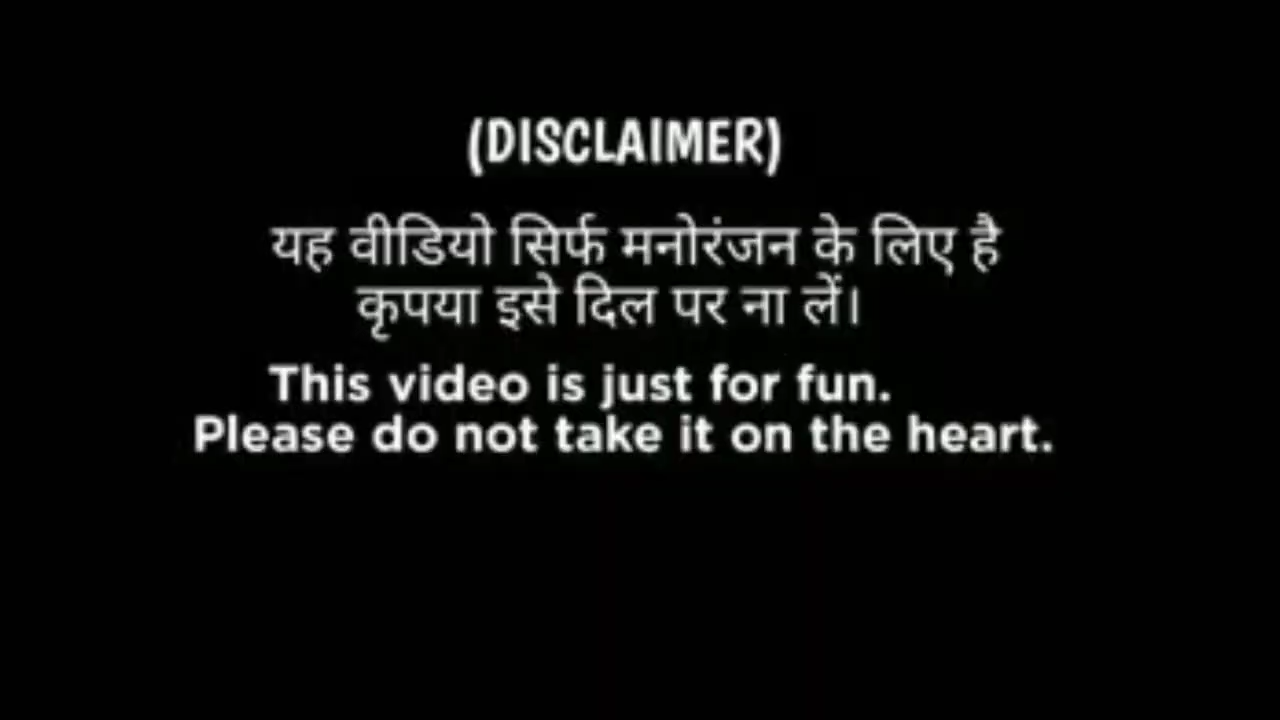 (DISCLAIMER)
यह वीडियो सिर्फ मनोरंजन के लिए है
कृपया इसे दिल पर ना लें।
This video is just for fun.
Please do not take it on the heart.